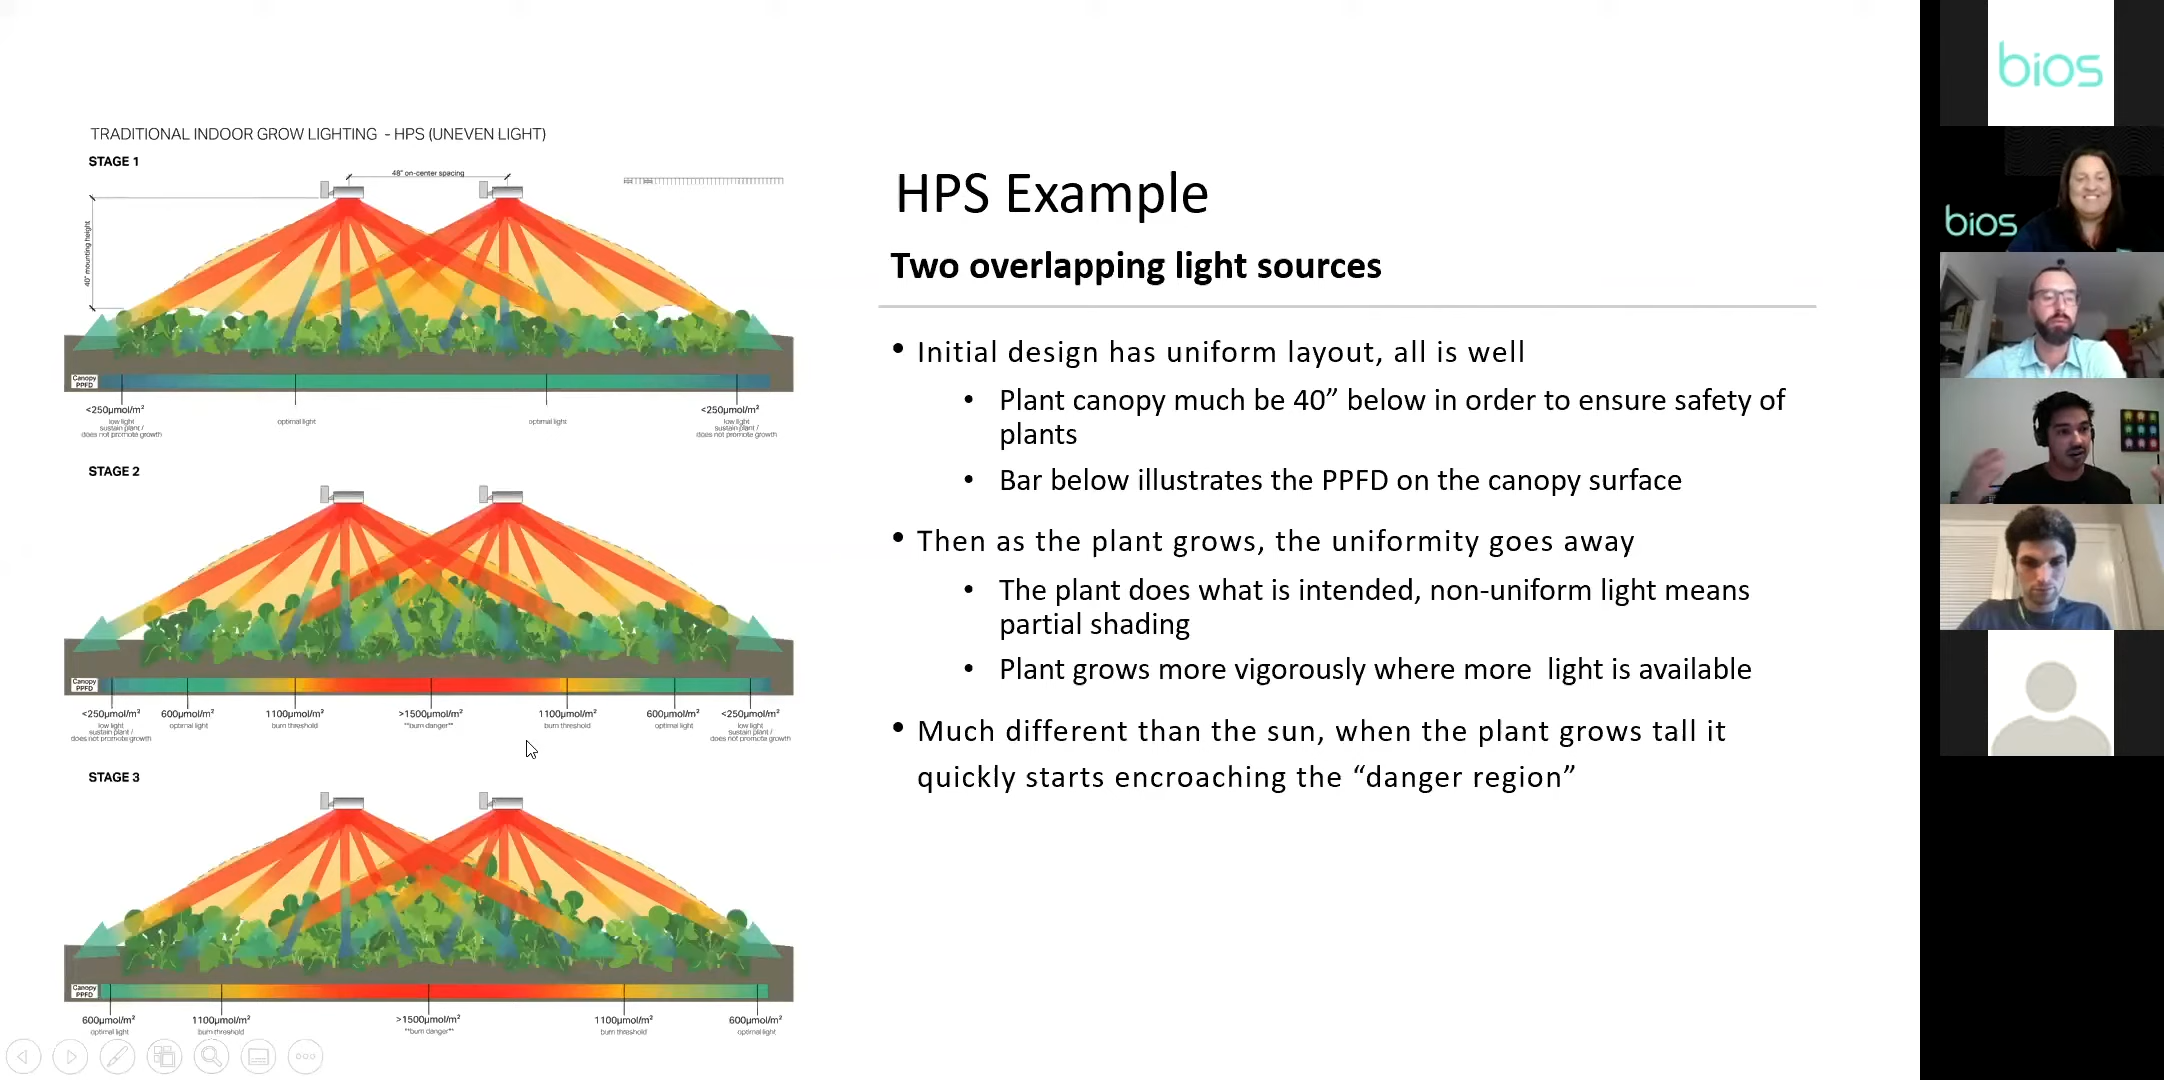 TRADITIONAL INDOOR GROW LIGHTING - HPS (UNEVEN LIGHT)
STAGE 1
48" on-center spacing
40" mounting height
Canopy
PPFD
<250µmol/m²
low light
sustain plant /
does not promote growth
optimal light
optimal light
<250µmol/m²
low light
sustain plant /
does not promote growth
STAGE 2
Canopy
PPFD
<250µmol/m²
low light
sustain plant /
does not promote growth
600µmol/m²
optimal light
1100µmol/m²
burn threshold
>1500µmol/m²
**burn danger**
1100µmol/m²
burn threshold
600µmol/m²
optimal light
<250µmol/m²
low light
sustain plant /
does not promote growth
STAGE 3
Canopy
PPFD
600µmol/m²
optimal light
1100µmol/m²
burn threshold
>1500µmol/m²
**burn danger**
1100µmol/m²
burn threshold
600µmol/m²
optimal light
HPS Example
Two overlapping light sources
• Initial design has uniform layout, all is well
• Plant canopy much be 40” below in order to ensure safety of
plants
• Bar below illustrates the PPFD on the canopy surface
• Then as the plant grows, the uniformity goes away
• The plant does what is intended, non-uniform light means
partial shading
• Plant grows more vigorously where more light is available
• Much different than the sun, when the plant grows tall it
quickly starts encroaching the “danger region”
bios
bios